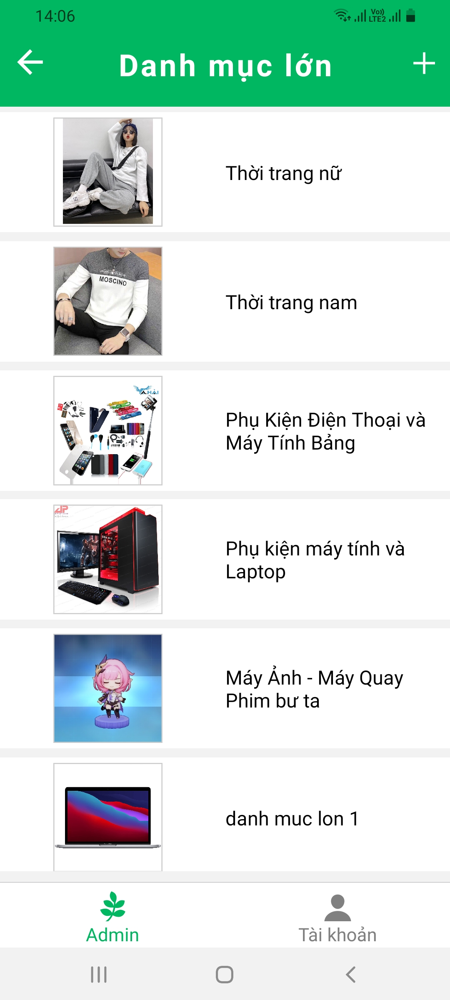 14:06
Vo))
LTE2
Danh mục lớn
Thời trang nữ
MOSCINO
Thời trang nam
A.HẢI
Phụ Kiện Điện Thoại và
Máy Tính Bảng
Phụ kiện máy tính và
Laptop
Máy Ảnh - Máy Quay
Phim bư ta
danh muc lon 1
Admin
Tài khoản